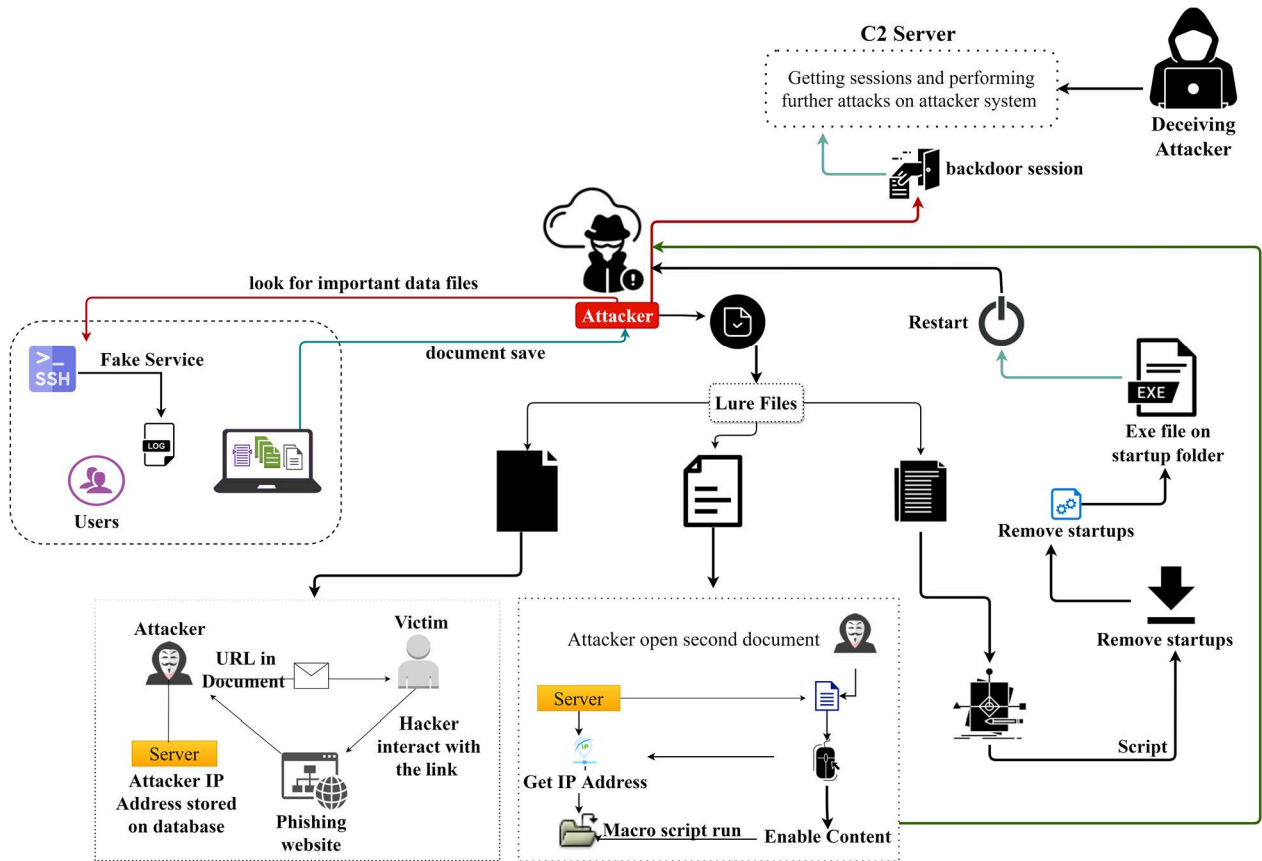 C2 Server
Getting sessions and performing
further attacks on attacker system
Deceiving
Attacker
backdoor session
look for important data files
Attacker
document save
Restart
>_
SSH
Fake Service
LOG
Users
Lure Files
EXE
Exe file on
startup folder
Remove startups
Remove startups
Script
Attacker
Victim
URL in
Document
Hacker
interact with
the link
Server
Attacker IP
Address stored
on database
Phishing
website
Attacker open second document
Server
IP
Get IP Address
Macro script run
Enable Content